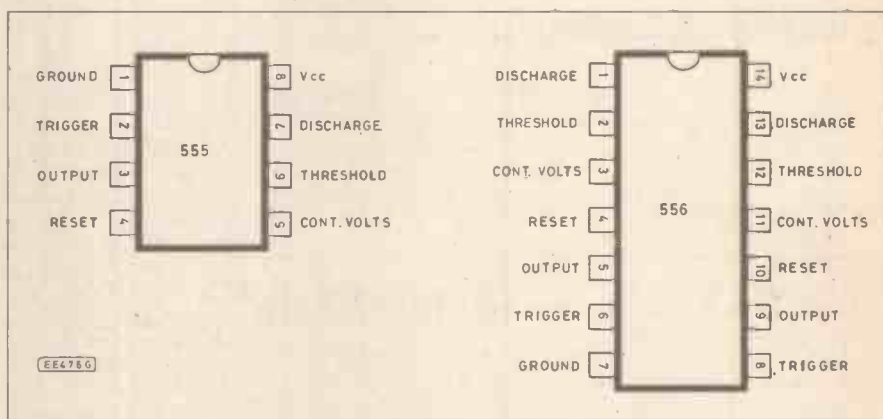 GROUND 1 8 Vcc
TRIGGER 2 7 DISCHARGE
OUTPUT 3 6 THRESHOLD
RESET 4 5 CONT. VOLTS
555
DISCHARGE 1 14 Vcc
THRESHOLD 2 13 DISCHARGE
CONT. VOLTS 3 12 THRESHOLD
RESET 4 11 CONT. VOLTS
OUTPUT 5 10 RESET
TRIGGER 6 9 OUTPUT
GROUND 7 8 TRIGGER
556
EE476G